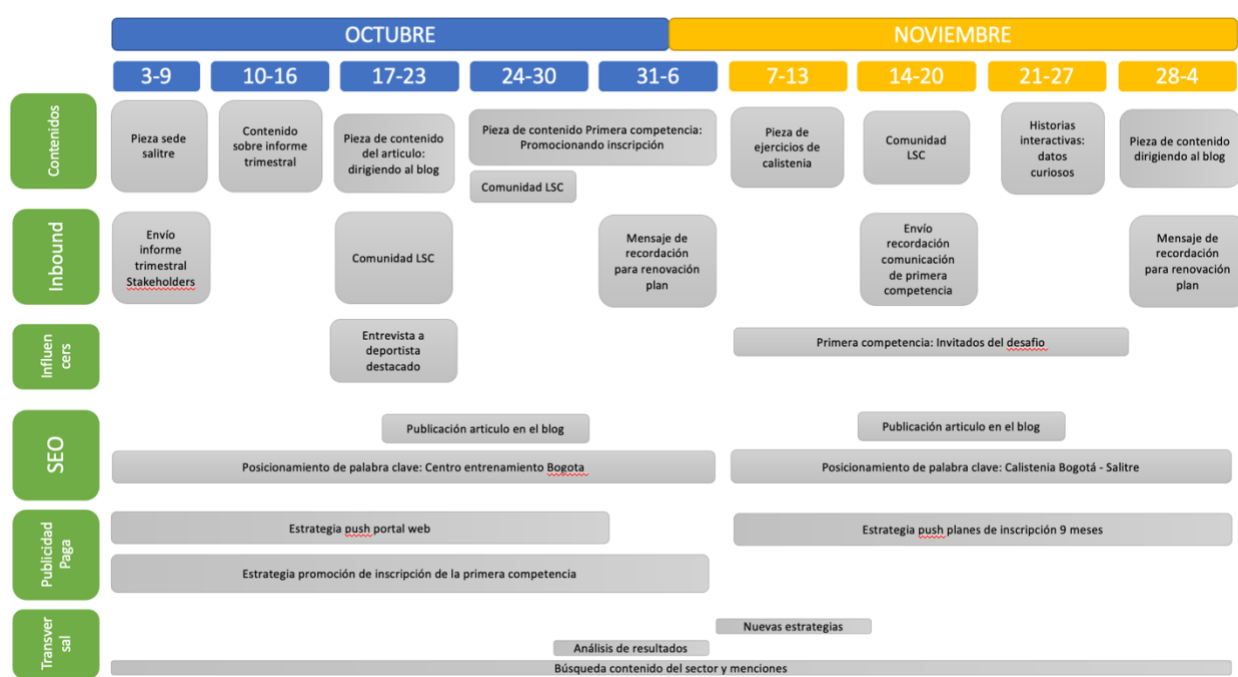 OCTUBRE
NOVIEMBRE
3-9
10-16
17-23
24-30
31-6
7-13
14-20
21-27
28-4
Contenidos
Pieza sede
salitre
Contenido
sobre informe
trimestral
Pieza de contenido
del articulo:
dirigiendo al blog
Pieza de contenido Primera competencia:
Promocionando inscripción
Comunidad LSC
Pieza de
ejercicios de
calistenia
Comunidad
LSC
Historias
interactivas:
datos
curiosos
Pieza de contenido
dirigiendo al blog
Inbound
Envío
informe
trimestral
Stakeholders
Comunidad LSC
Mensaje de
recordación
para renovación
plan
Envío
recordación
comunicación
de primera
competencia
Mensaje de
recordación
para renovación
plan
Influen
cers
Entrevista a
deportista
destacado
Primera competencia: Invitados del desafio
SEO
Publicación articulo en el blog
Publicación articulo en el blog
Posicionamiento de palabra clave: Centro entrenamiento Bogota
Posicionamiento de palabra clave: Calistenia Bogotá - Salitre
Publicidad
Paga
Estrategia push portal web
Estrategia push planes de inscripción 9 meses
Estrategia promoción de inscripción de la primera competencia
Transver
sal
Nuevas estrategias
Análisis de resultados
Búsqueda contenido del sector y menciones